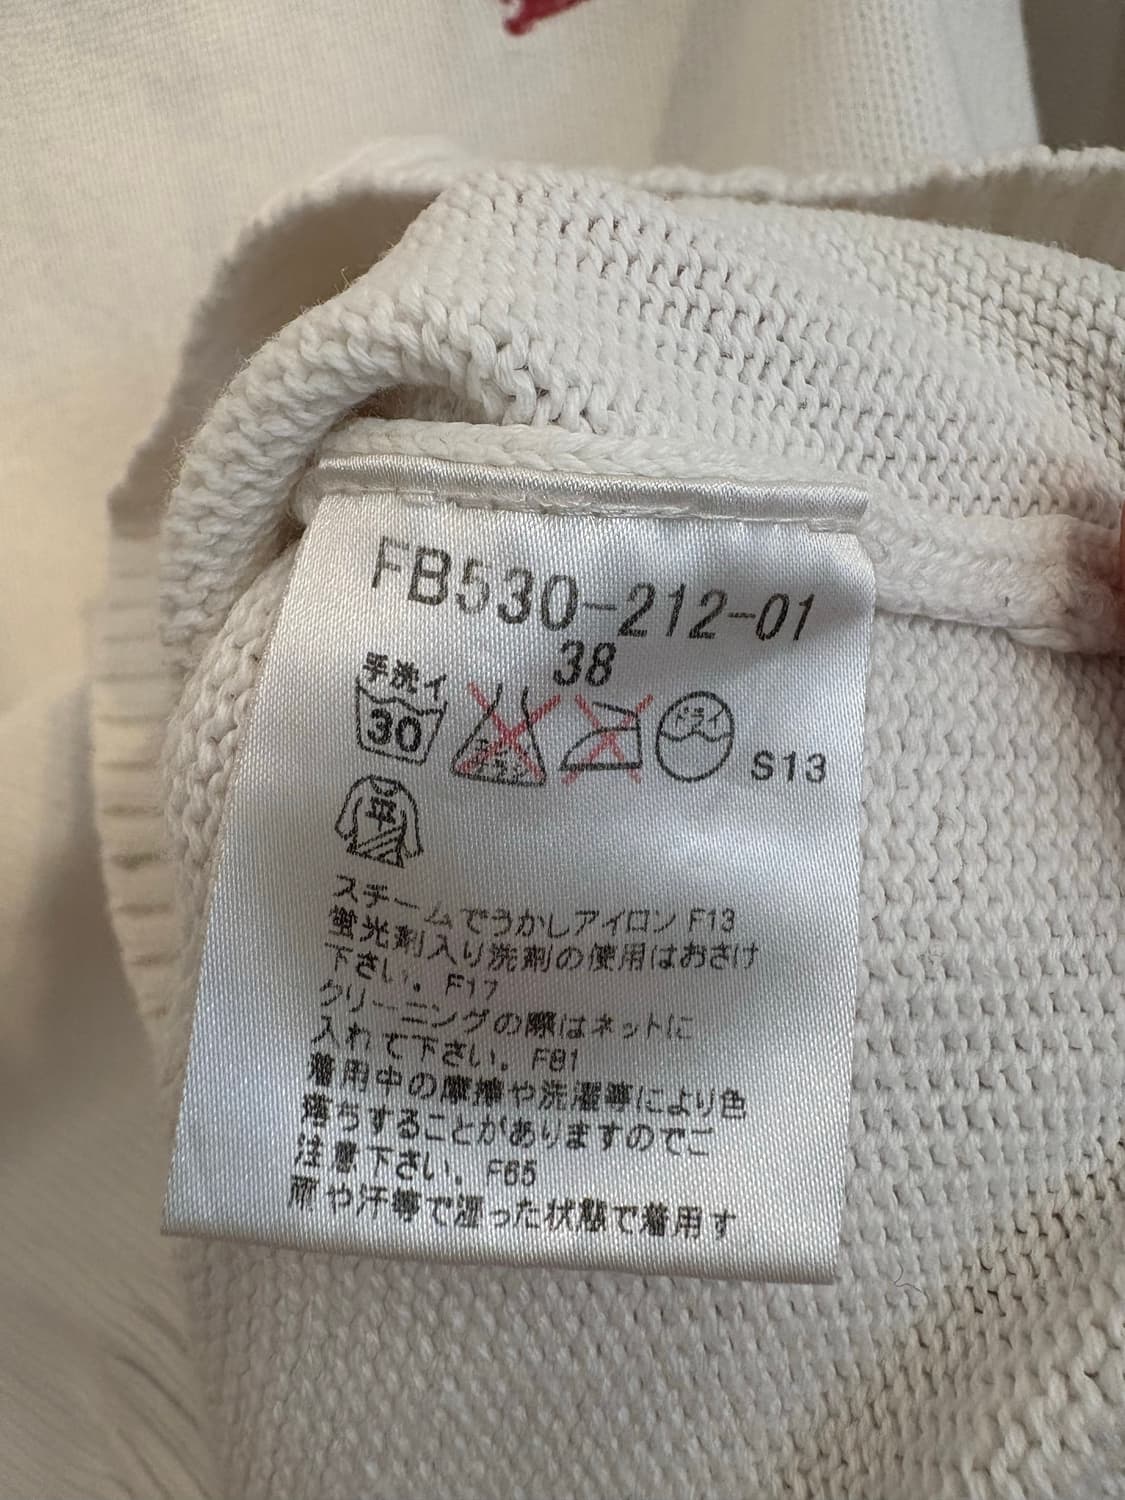 FB530-212-01
38
手洗イ
30
ドライ
S13
平
スチームでうかしアイロン F13
蛍光剤入り洗剤の使用はおさけ
下さい。F17
クリーニングの際はネットに
入れて下さい。F81
着用中の摩擦や洗濯等により色
落ちすることがありますのでご
注意下さい。F65
雨や汗等で湿った状態で着用す